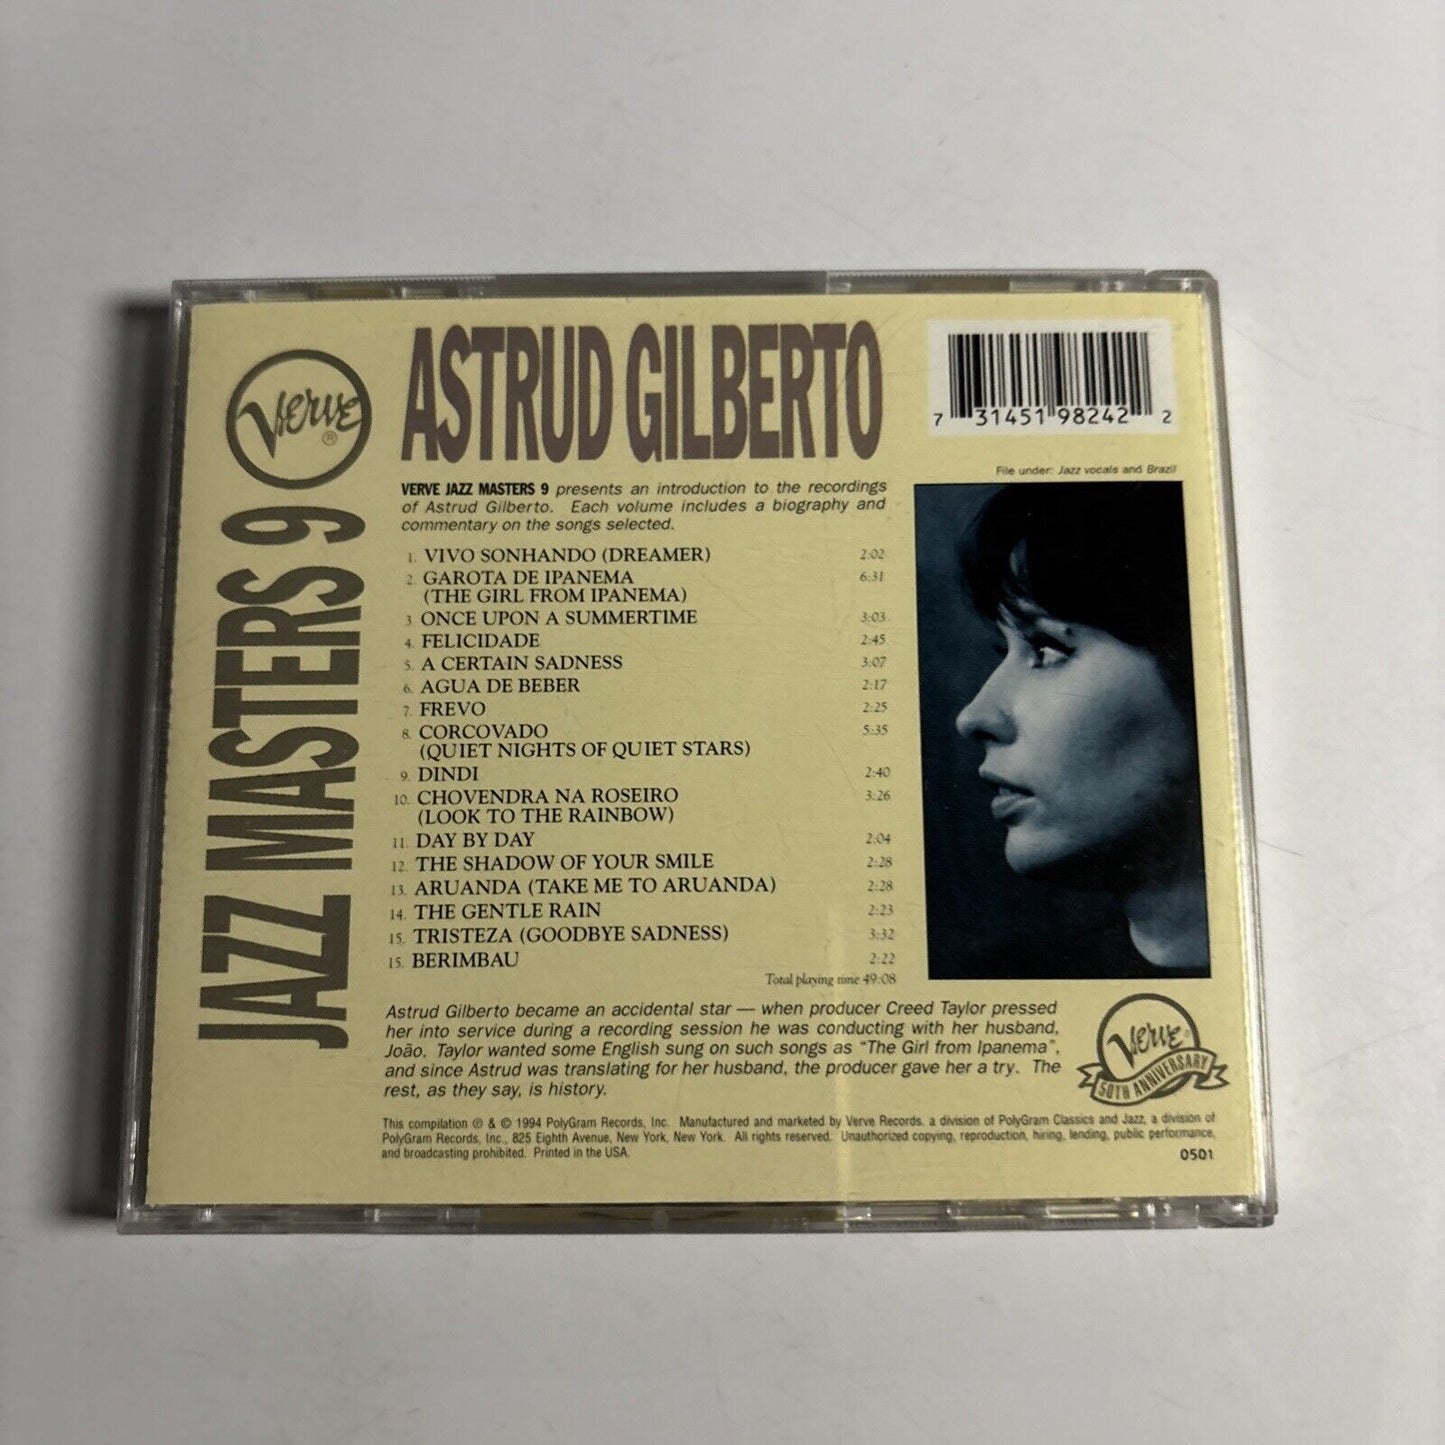 VERVE ®
JAZZ MASTERS 9
ASTRUD GILBERTO
7 31451 98242 2
File under: Jazz vocals and Brazil
VERVE JAZZ MASTERS 9 presents an introduction to the recordings
of Astrud Gilberto. Each volume includes a biography and
commentary on the songs selected.
1. VIVO SONHANDO (DREAMER) 2:02
2. GAROTA DE IPANEMA 6:31
(THE GIRL FROM IPANEMA)
3 ONCE UPON A SUMMERTIME 3:03
4. FELICIDADE 2:45
5. A CERTAIN SADNESS 3:07
6. AGUA DE BEBER 2:17
7. FREVO 2:25
8. CORCOVADO 5:35
(QUIET NIGHTS OF QUIET STARS)
9. DINDI 2:40
10. CHOVENDRA NA ROSEIRO 3:26
(LOOK TO THE RAINBOW)
11. DAY BY DAY 2:04
12. THE SHADOW OF YOUR SMILE 2:28
13. ARUANDA (TAKE ME TO ARUANDA) 2:28
14. THE GENTLE RAIN 2:23
15. TRISTEZA (GOODBYE SADNESS) 3:32
15. BERIMBAU 2:22
Total playing time 49:08
Astrud Gilberto became an accidental star — when producer Creed Taylor pressed
her into service during a recording session he was conducting with her husband,
João. Taylor wanted some English sung on such songs as "The Girl from Ipanema",
and since Astrud was translating for her husband, the producer gave her a try. The
rest, as they say, is history.
VERVE
50TH ANNIVERSARY
This compilation ℗ & © 1994 PolyGram Records, Inc. Manufactured and marketed by Verve Records, a division of PolyGram Classics and Jazz, a division of
PolyGram Records, Inc., 825 Eighth Avenue, New York, New York. All rights reserved. Unauthorized copying, reproduction, hiring, lending, public performance,
and broadcasting prohibited. Printed in the USA.
0501